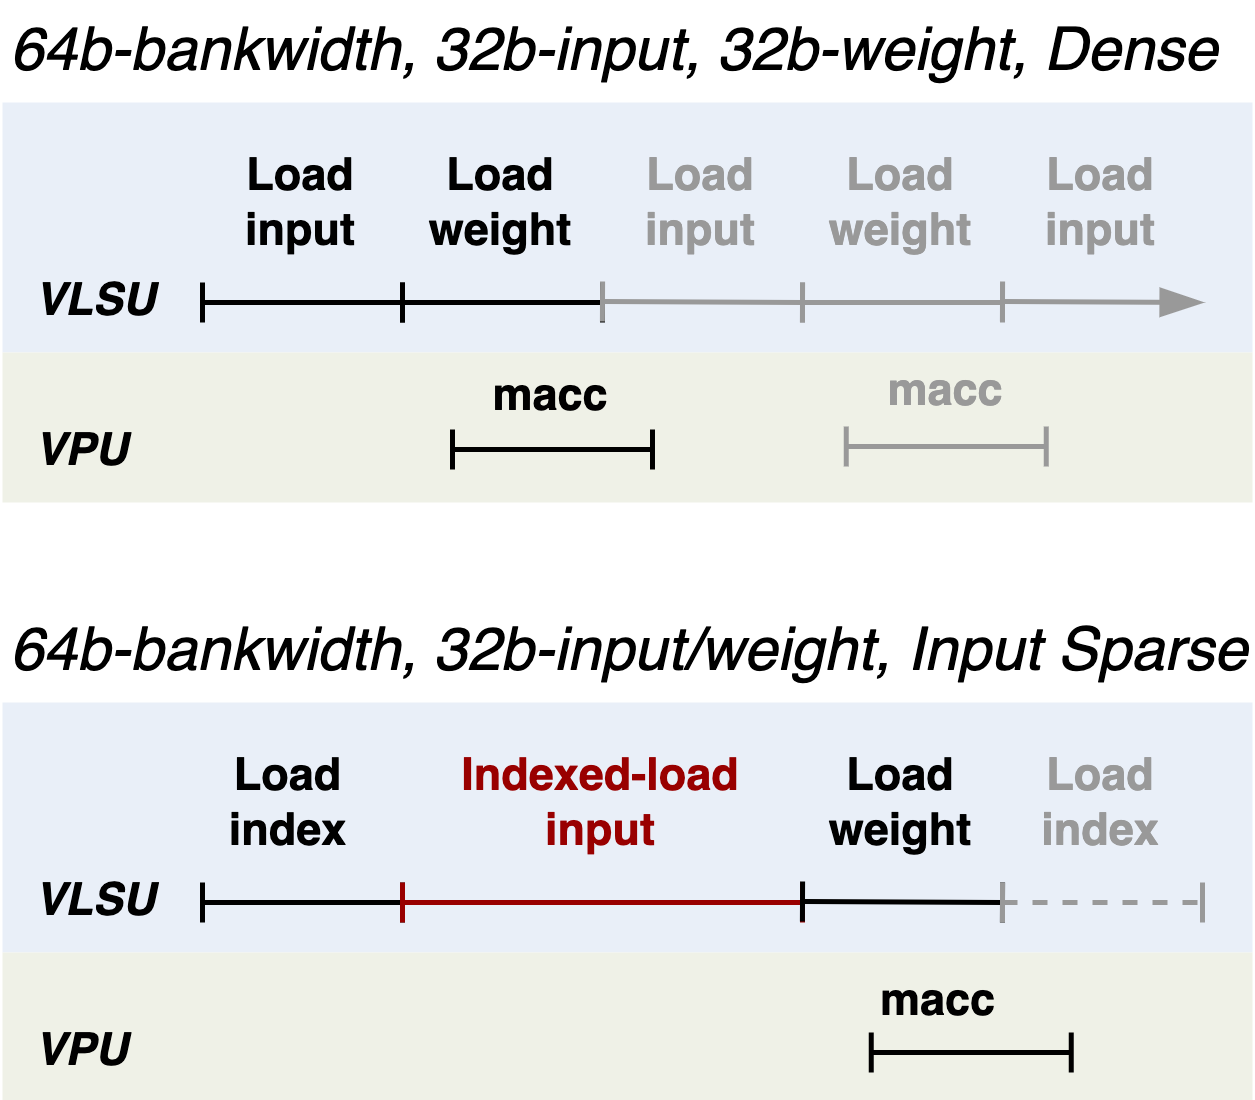 64b-bankwidth, 32b-input, 32b-weight, Dense
Load Load Load Load Load
input weight input weight input
VLSU
macc macc
VPU
64b-bankwidth, 32b-input/weight, Input Sparse
Load Indexed-load Load Load
index input weight index
VLSU
macc
VPU